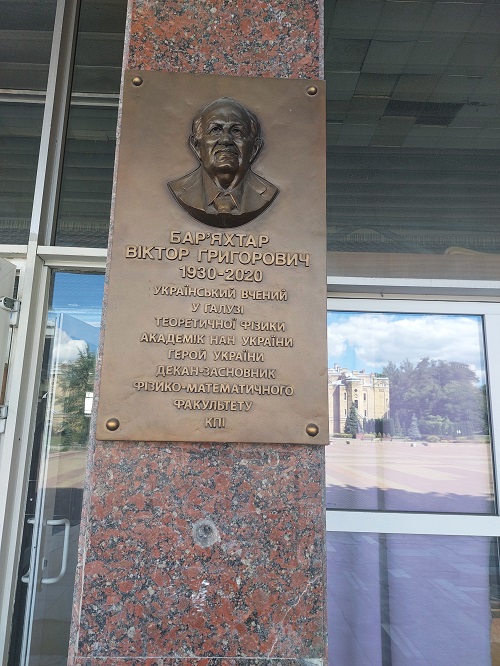 БАР'ЯХТАР
ВІКТОР ГРИГОРОВИЧ
1930-2020
УКРАЇНСЬКИЙ ВЧЕНИЙ
У ГАЛУЗІ
ТЕОРЕТИЧНОЇ ФІЗИКИ
АКАДЕМІК НАН УКРАЇНИ
ГЕРОЙ УКРАЇНИ
ДЕКАН-ЗАСНОВНИК
ФІЗИКО-МАТЕМАТИЧНОГО
ФАКУЛЬТЕТУ
КПІ